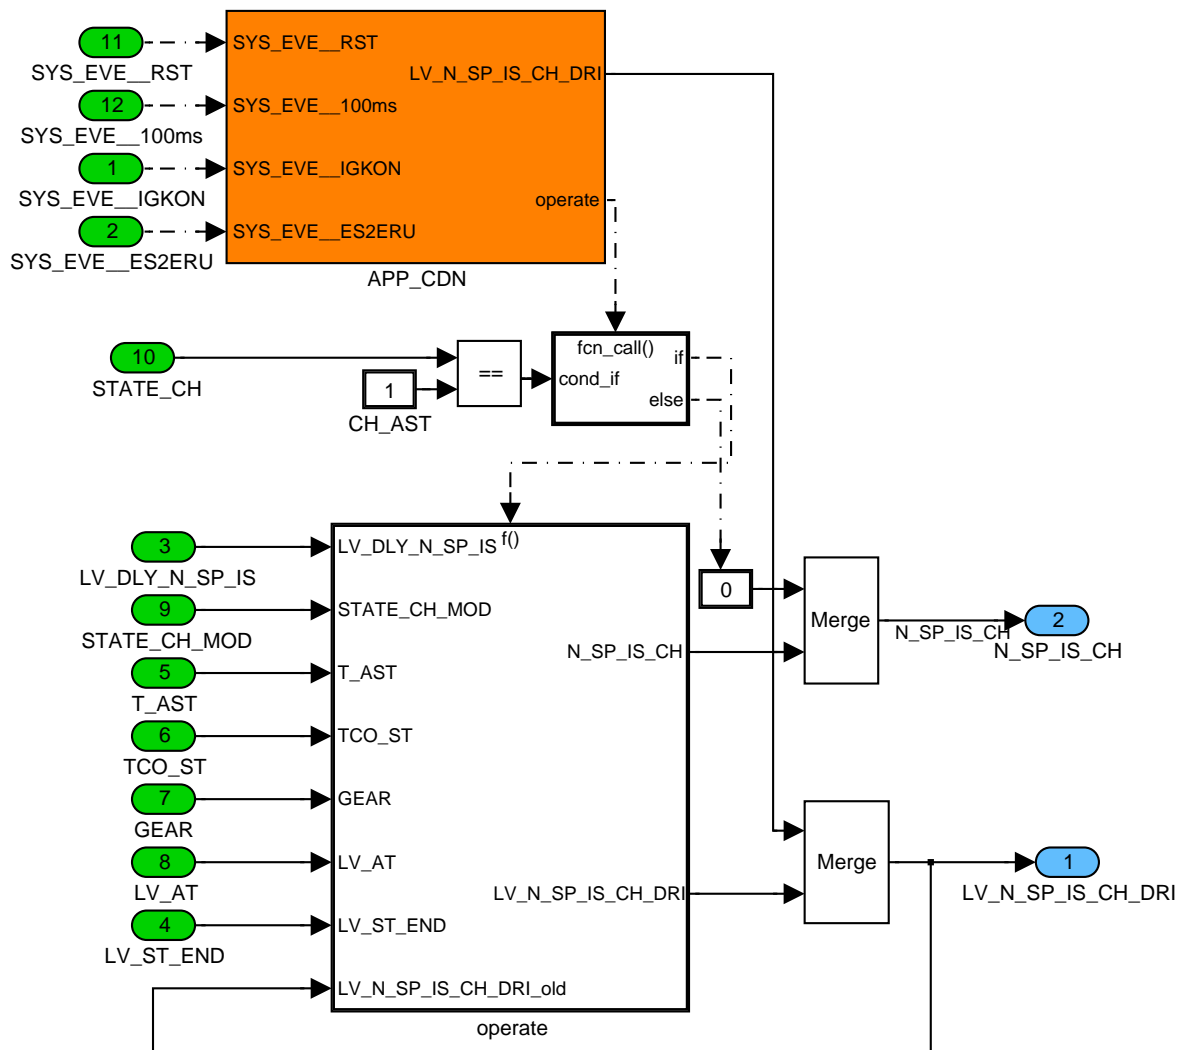 11
SYS_EVE__RST
12
SYS_EVE__100ms
1
SYS_EVE__IGKON
2
SYS_EVE__ES2ERU
SYS_EVE__RST
LV_N_SP_IS_CH_DRI
SYS_EVE__100ms
SYS_EVE__IGKON
operate
SYS_EVE__ES2ERU
APP_CDN
10
STATE_CH
1
CH_AST
==
fcn_call()
if
cond_if
else
3
LV_DLY_N_SP_IS
9
STATE_CH_MOD
5
T_AST
6
TCO_ST
7
GEAR
8
LV_AT
4
LV_ST_END
f()
LV_DLY_N_SP_IS
STATE_CH_MOD
N_SP_IS_CH
T_AST
TCO_ST
GEAR
LV_AT
LV_N_SP_IS_CH_DRI
LV_ST_END
LV_N_SP_IS_CH_DRI_old
operate
0
Merge
N_SP_IS_CH
2
N_SP_IS_CH
Merge
1
LV_N_SP_IS_CH_DRI